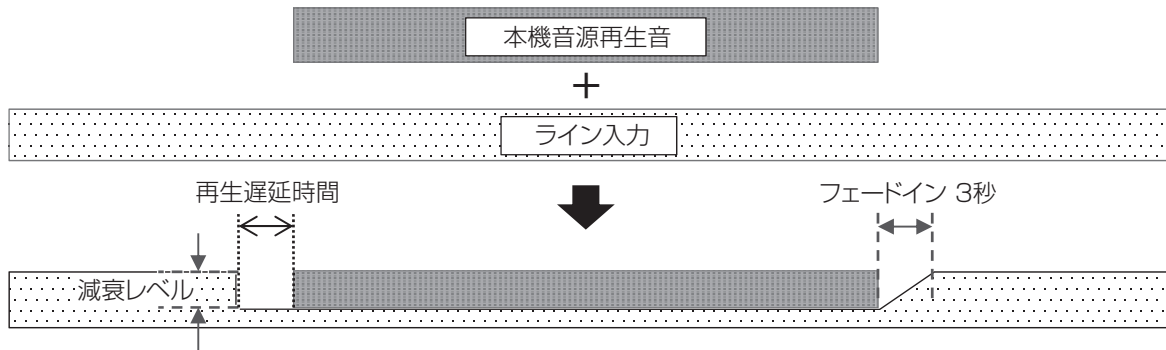 本機音源再生音
+
ライン入力
再生遅延時間
フェードイン 3秒
減衰レベル